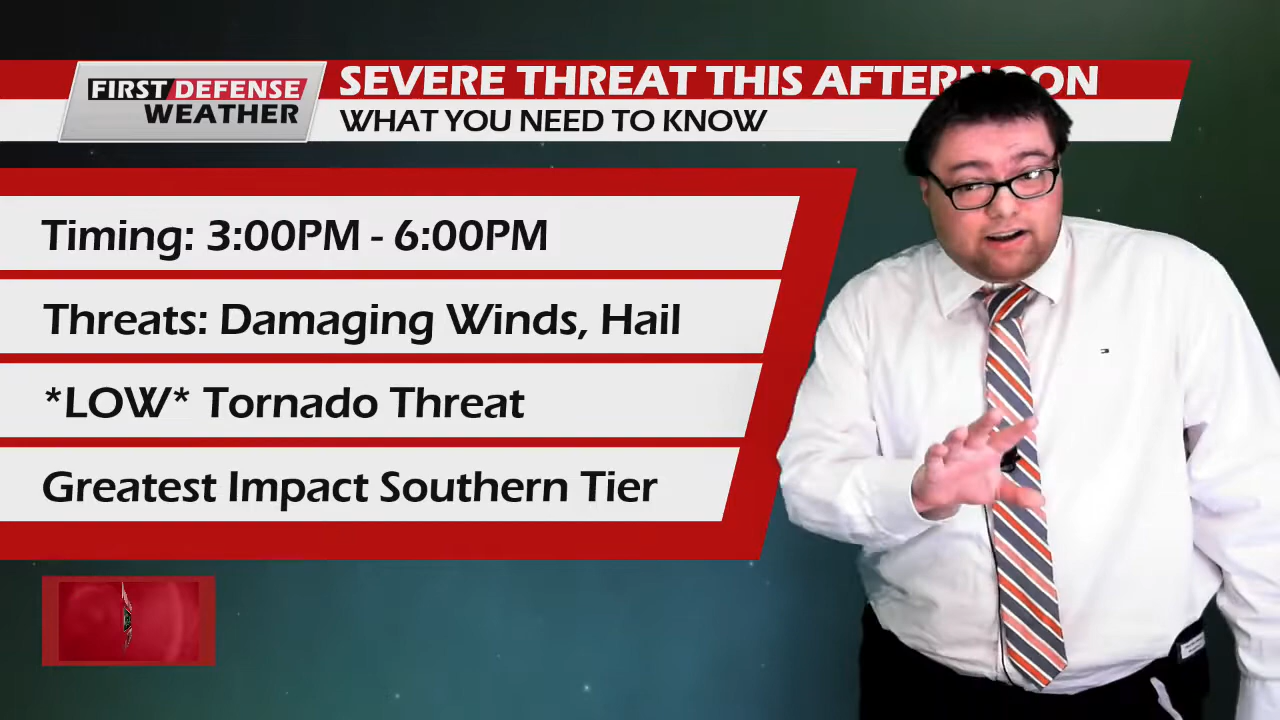 FIRST DEFENSE
WEATHER
SEVERE THREAT THIS AFTERNOON
WHAT YOU NEED TO KNOW
Timing: 3:00PM - 6:00PM
Threats: Damaging Winds, Hail
*LOW* Tornado Threat
Greatest Impact Southern Tier